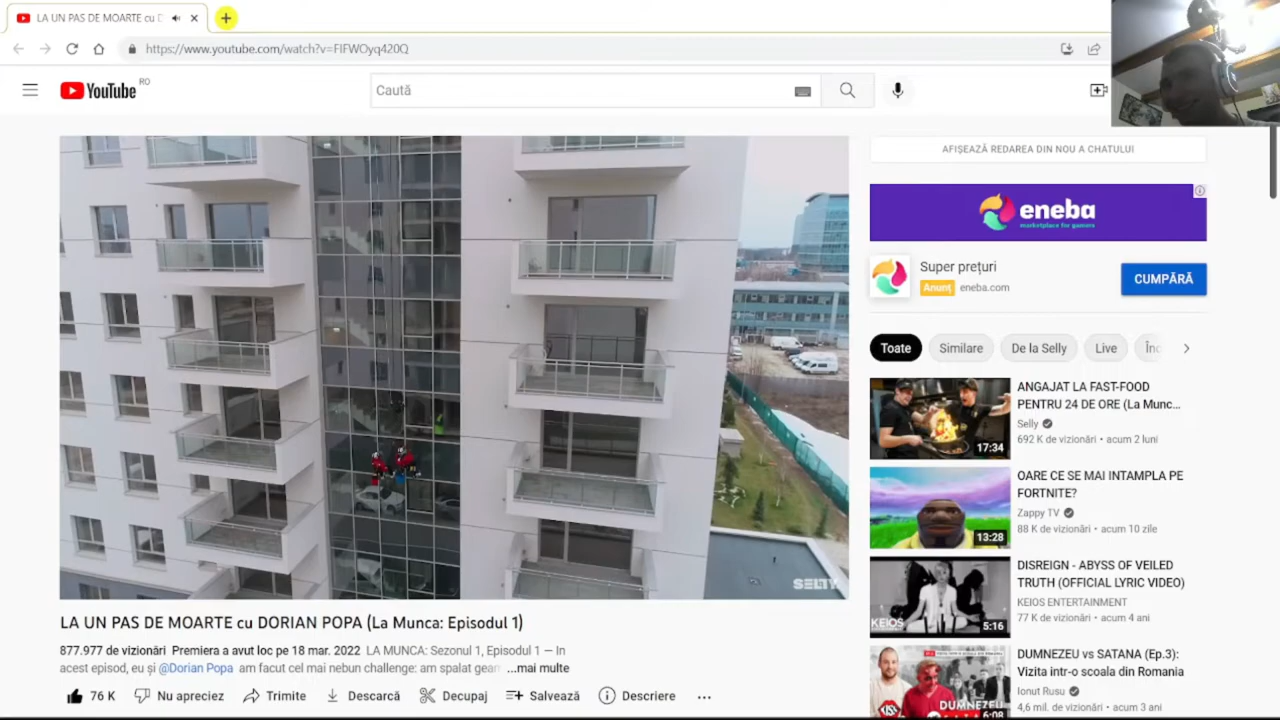 LA UN PAS DE MOARTE cu D
https://www.youtube.com/watch?v=FIFWOyq420Q
YouTube RO
Caută
AFIȘEAZĂ REDAREA DIN NOU A CHATULUI
eneba
marketplace for gamers
Super prețuri
Anunț eneba.com
CUMPĂRĂ
Toate Similare De la Selly Live Înc
ANGAJAT LA FAST-FOOD
PENTRU 24 DE ORE (La Munc...
Selly
692 K de vizionări • acum 2 luni
17:34
OARE CE SE MAI INTAMPLA PE
FORTNITE?
Zappy TV
88 K de vizionări • acum 10 zile
13:28
DISREIGN - ABYSS OF VEILED
TRUTH (OFFICIAL LYRIC VIDEO)
KEIOS ENTERTAINMENT
77 K de vizionări • acum 4 ani
KEIOS
5:16
DUMNEZEU vs SATANA (Ep.3):
Vizita intr-o scoala din Romania
Ionut Rusu
4,6 mil. de vizionări • acum 3 ani
DUMNEZEU
6:08
SELLY
LA UN PAS DE MOARTE cu DORIAN POPA (La Munca: Episodul 1)
877.977 de vizionări Premiera a avut loc pe 18 mar. 2022 LA MUNCA: Sezonul 1, Episodul 1 — In
acest episod, eu și @Dorian Popa am facut cel mai nebun challenge: am spalat geam ...mai multe
76 K Nu apreciez Trimite Descarcă Decupaj Salvează Descriere